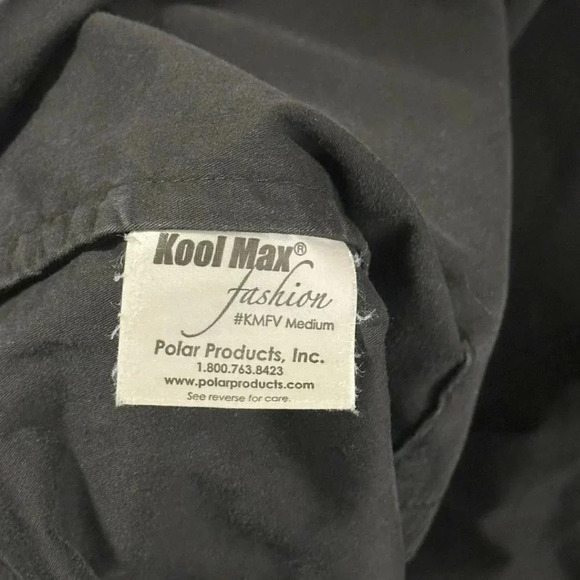 Kool Max®
fashion
#KMFV Medium
Polar Products, Inc.
1.800.763.8423
www.polarproducts.com
See reverse for care.